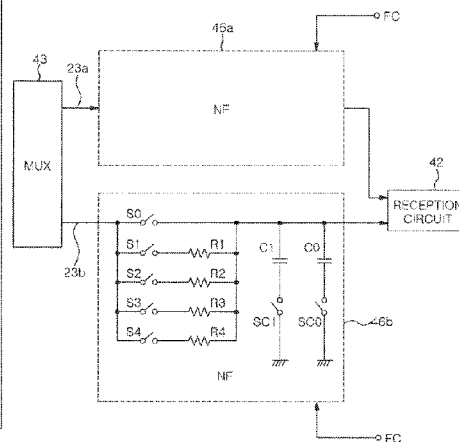 46a
FC
43
23a
NF
MUX
42
RECEPTION
CIRCUIT
S0
23b
S1
R1
C1
C0
S2
R2
S3
R3
SC1
SC0
S4
R4
46b
NF
FC